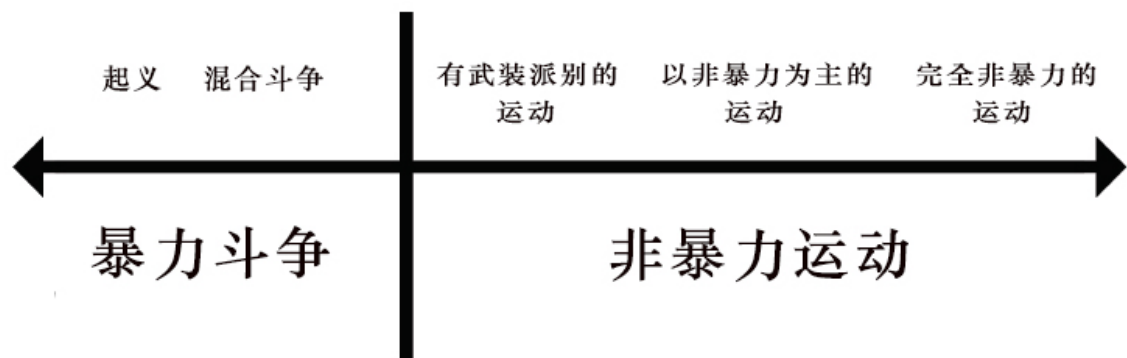 起义 混合斗争
有武装派别的
运动
以非暴力为主的
运动
完全非暴力的
运动
暴力斗争
非暴力运动